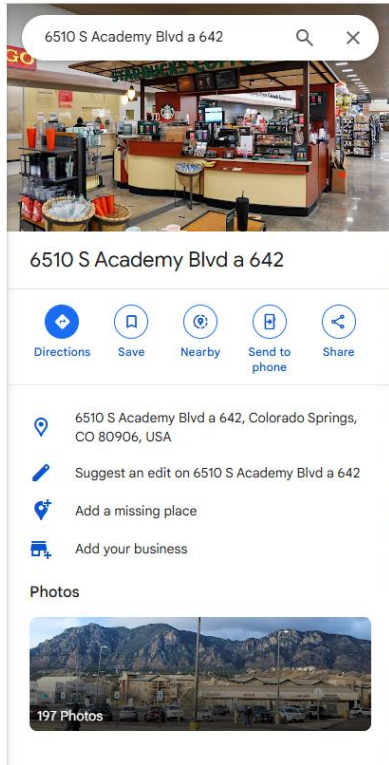 6510 S Academy Blvd a 642
GO
STARBUCKS COFFEE
6510 S Academy Blvd a 642
Directions
Save
Nearby
Send to
phone
Share
6510 S Academy Blvd a 642, Colorado Springs,
CO 80906, USA
Suggest an edit on 6510 S Academy Blvd a 642
Add a missing place
Add your business
Photos
197 Photos